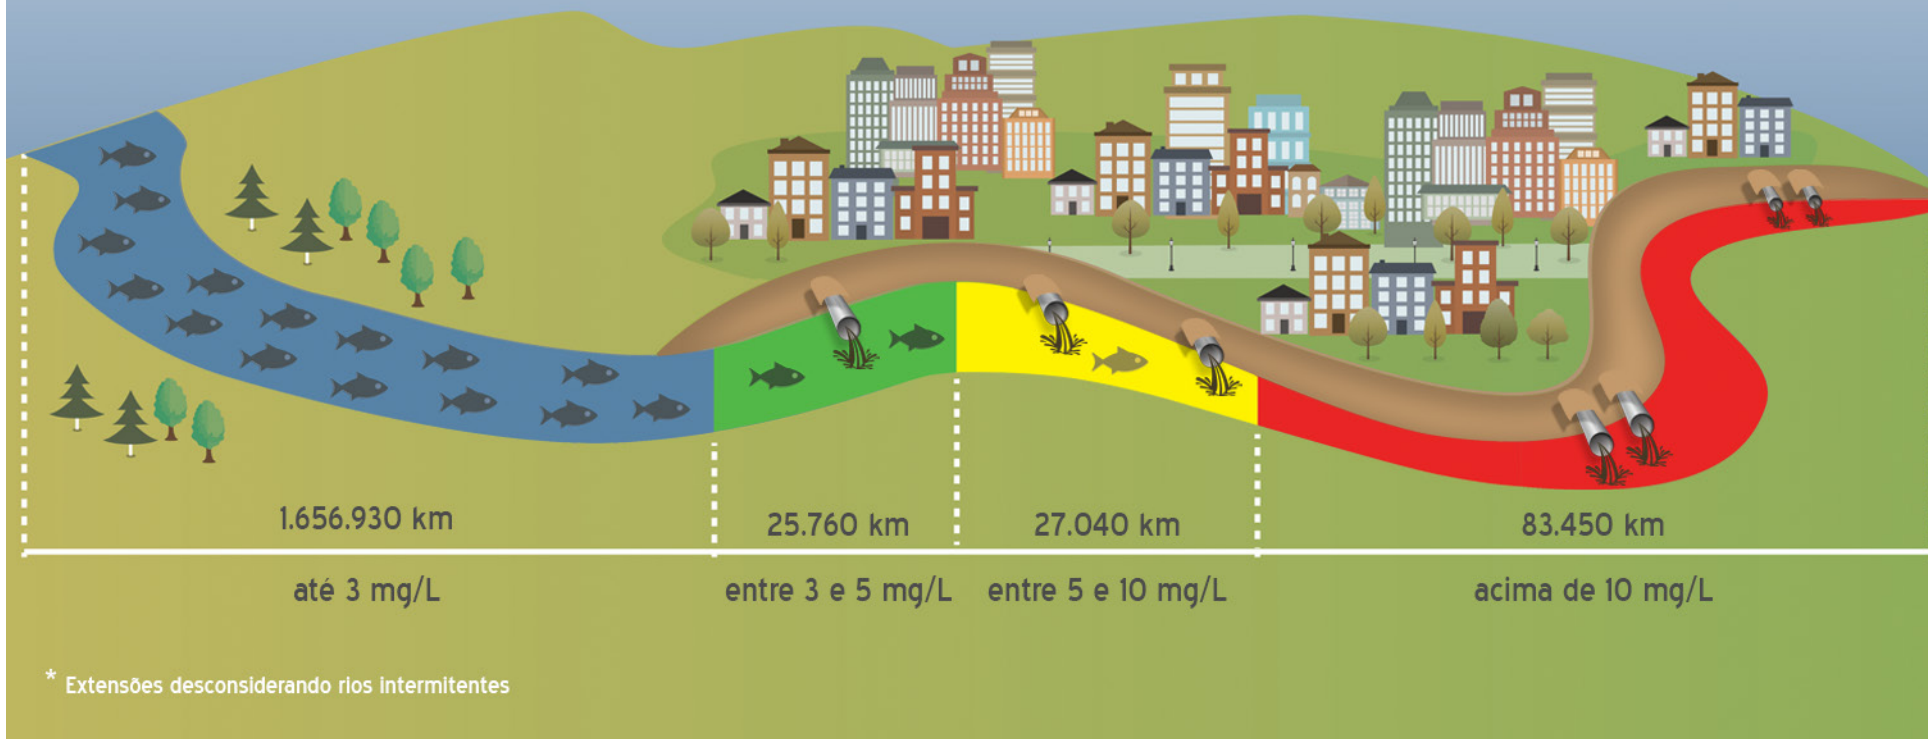 1.656.930 km
25.760 km
27.040 km
83.450 km
até 3 mg/L
entre 3 e 5 mg/L
entre 5 e 10 mg/L
acima de 10 mg/L
* Extensões desconsiderando rios intermitentes